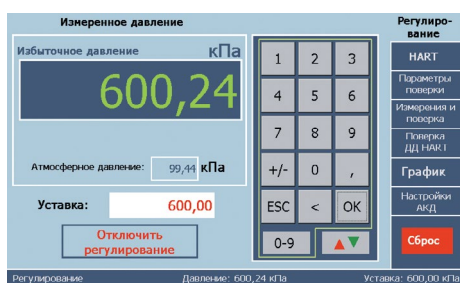 Измеренное давление
Избыточное давление кПа
600,24
Атмосферное давление: 99,44 кПа
Уставка: 600,00
Отключить
регулирование
1 2 3
4 5 6
7 8 9
+/- 0 ,
ESC < OK
0-9
Регулиро-
вание
HART
Параметры
поверки
Измерения и
поверка
Поверка
ДД HART
График
Настройки
АКД
Сброс
Регулирование Давление: 600,24 кПа Уставка: 600,00 кПа